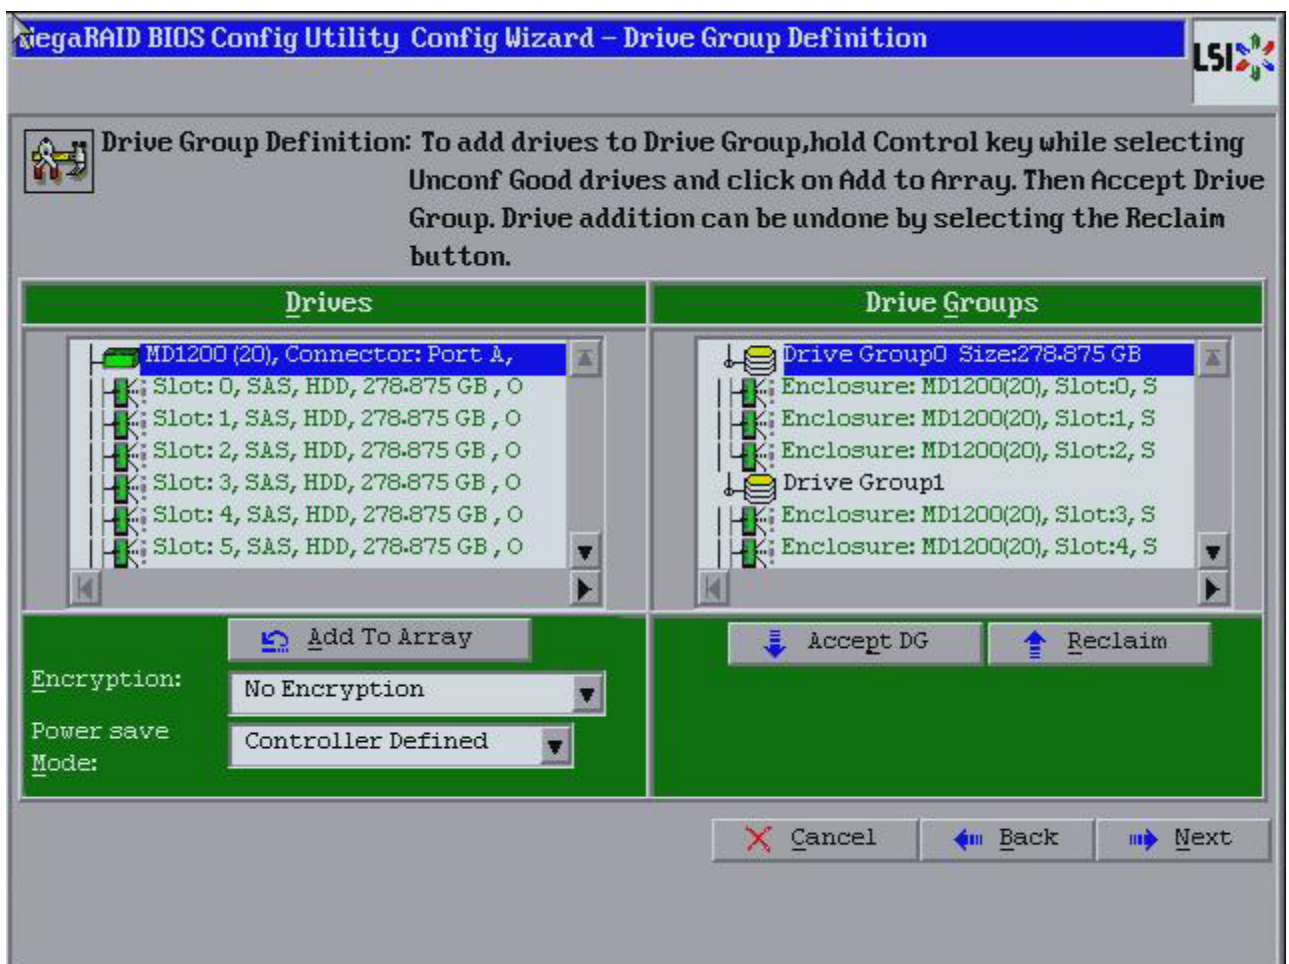 MegaRAID BIOS Config Utility Config Wizard – Drive Group Definition
LSI
Drive Group Definition: To add drives to Drive Group,hold Control key while selecting
Unconf Good drives and click on Add to Array. Then Accept Drive
Group. Drive addition can be undone by selecting the Reclaim
button.
Drives
MD1200 (20), Connector: Port A,
Slot: 0, SAS, HDD, 278.875 GB , O
Slot: 1, SAS, HDD, 278.875 GB , O
Slot: 2, SAS, HDD, 278.875 GB , O
Slot: 3, SAS, HDD, 278.875 GB , O
Slot: 4, SAS, HDD, 278.875 GB , O
Slot: 5, SAS, HDD, 278.875 GB , O
Add To Array
Encryption:
No Encryption
Power save
Mode:
Controller Defined
Drive Groups
Drive Group0 Size:278.875 GB
Enclosure: MD1200(20), Slot:0, S
Enclosure: MD1200(20), Slot:1, S
Enclosure: MD1200(20), Slot:2, S
Drive Group1
Enclosure: MD1200(20), Slot:3, S
Enclosure: MD1200(20), Slot:4, S
Accept DG
Reclaim
Cancel
Back
Next